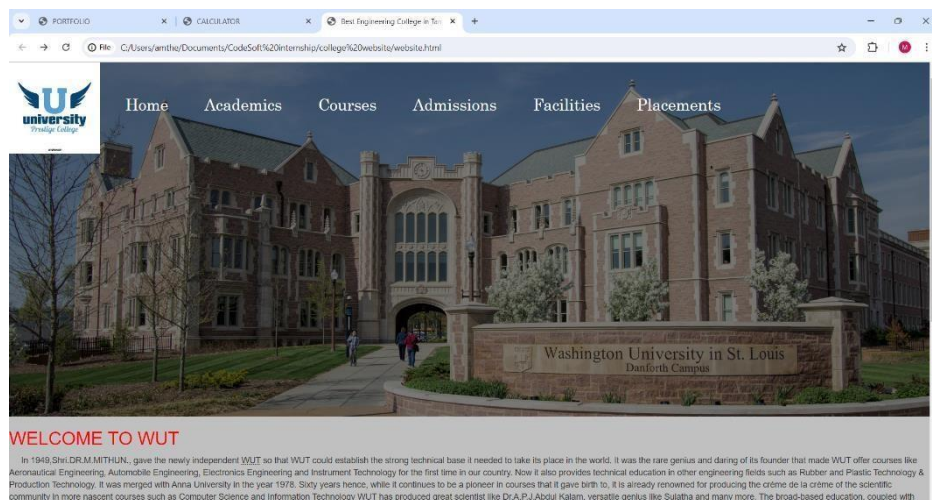 PORTFOLIO
CALCULATOR
Best Engineering College in Tam
File C:/Users/amthe/Documents/CodeSoft%20internship/college%20website/website.html
M
U
university
Prestige College
Home Academics Courses Admissions Facilities Placements
Washington University in St. Louis
Danforth Campus
WELCOME TO WUT
In 1949,Shri.DR.M.MITHUN., gave the newly independent WUT so that WUT could establish the strong technical base it needed to take its place in the world. It was the rare genius and daring of its founder that made WUT offer courses like
Aeronautical Engineering, Automobile Engineering, Electronics Engineering and Instrument Technology for the first time in our country. Now it also provides technical education in other engineering fields such as Rubber and Plastic Technology &
Production Technology. It was merged with Anna University in the year 1978. Sixty years hence, while it continues to be a pioneer in courses that it gave birth to, it is already renowned for producing the créme de la crème of the scientific
community in more nascent courses such as Computer Science and Information Technology WUT has produced great scientist like Dr.A.P.J.Abdul Kalam, versatile genius like Sujatha and many more. The broad-based education, coupled with